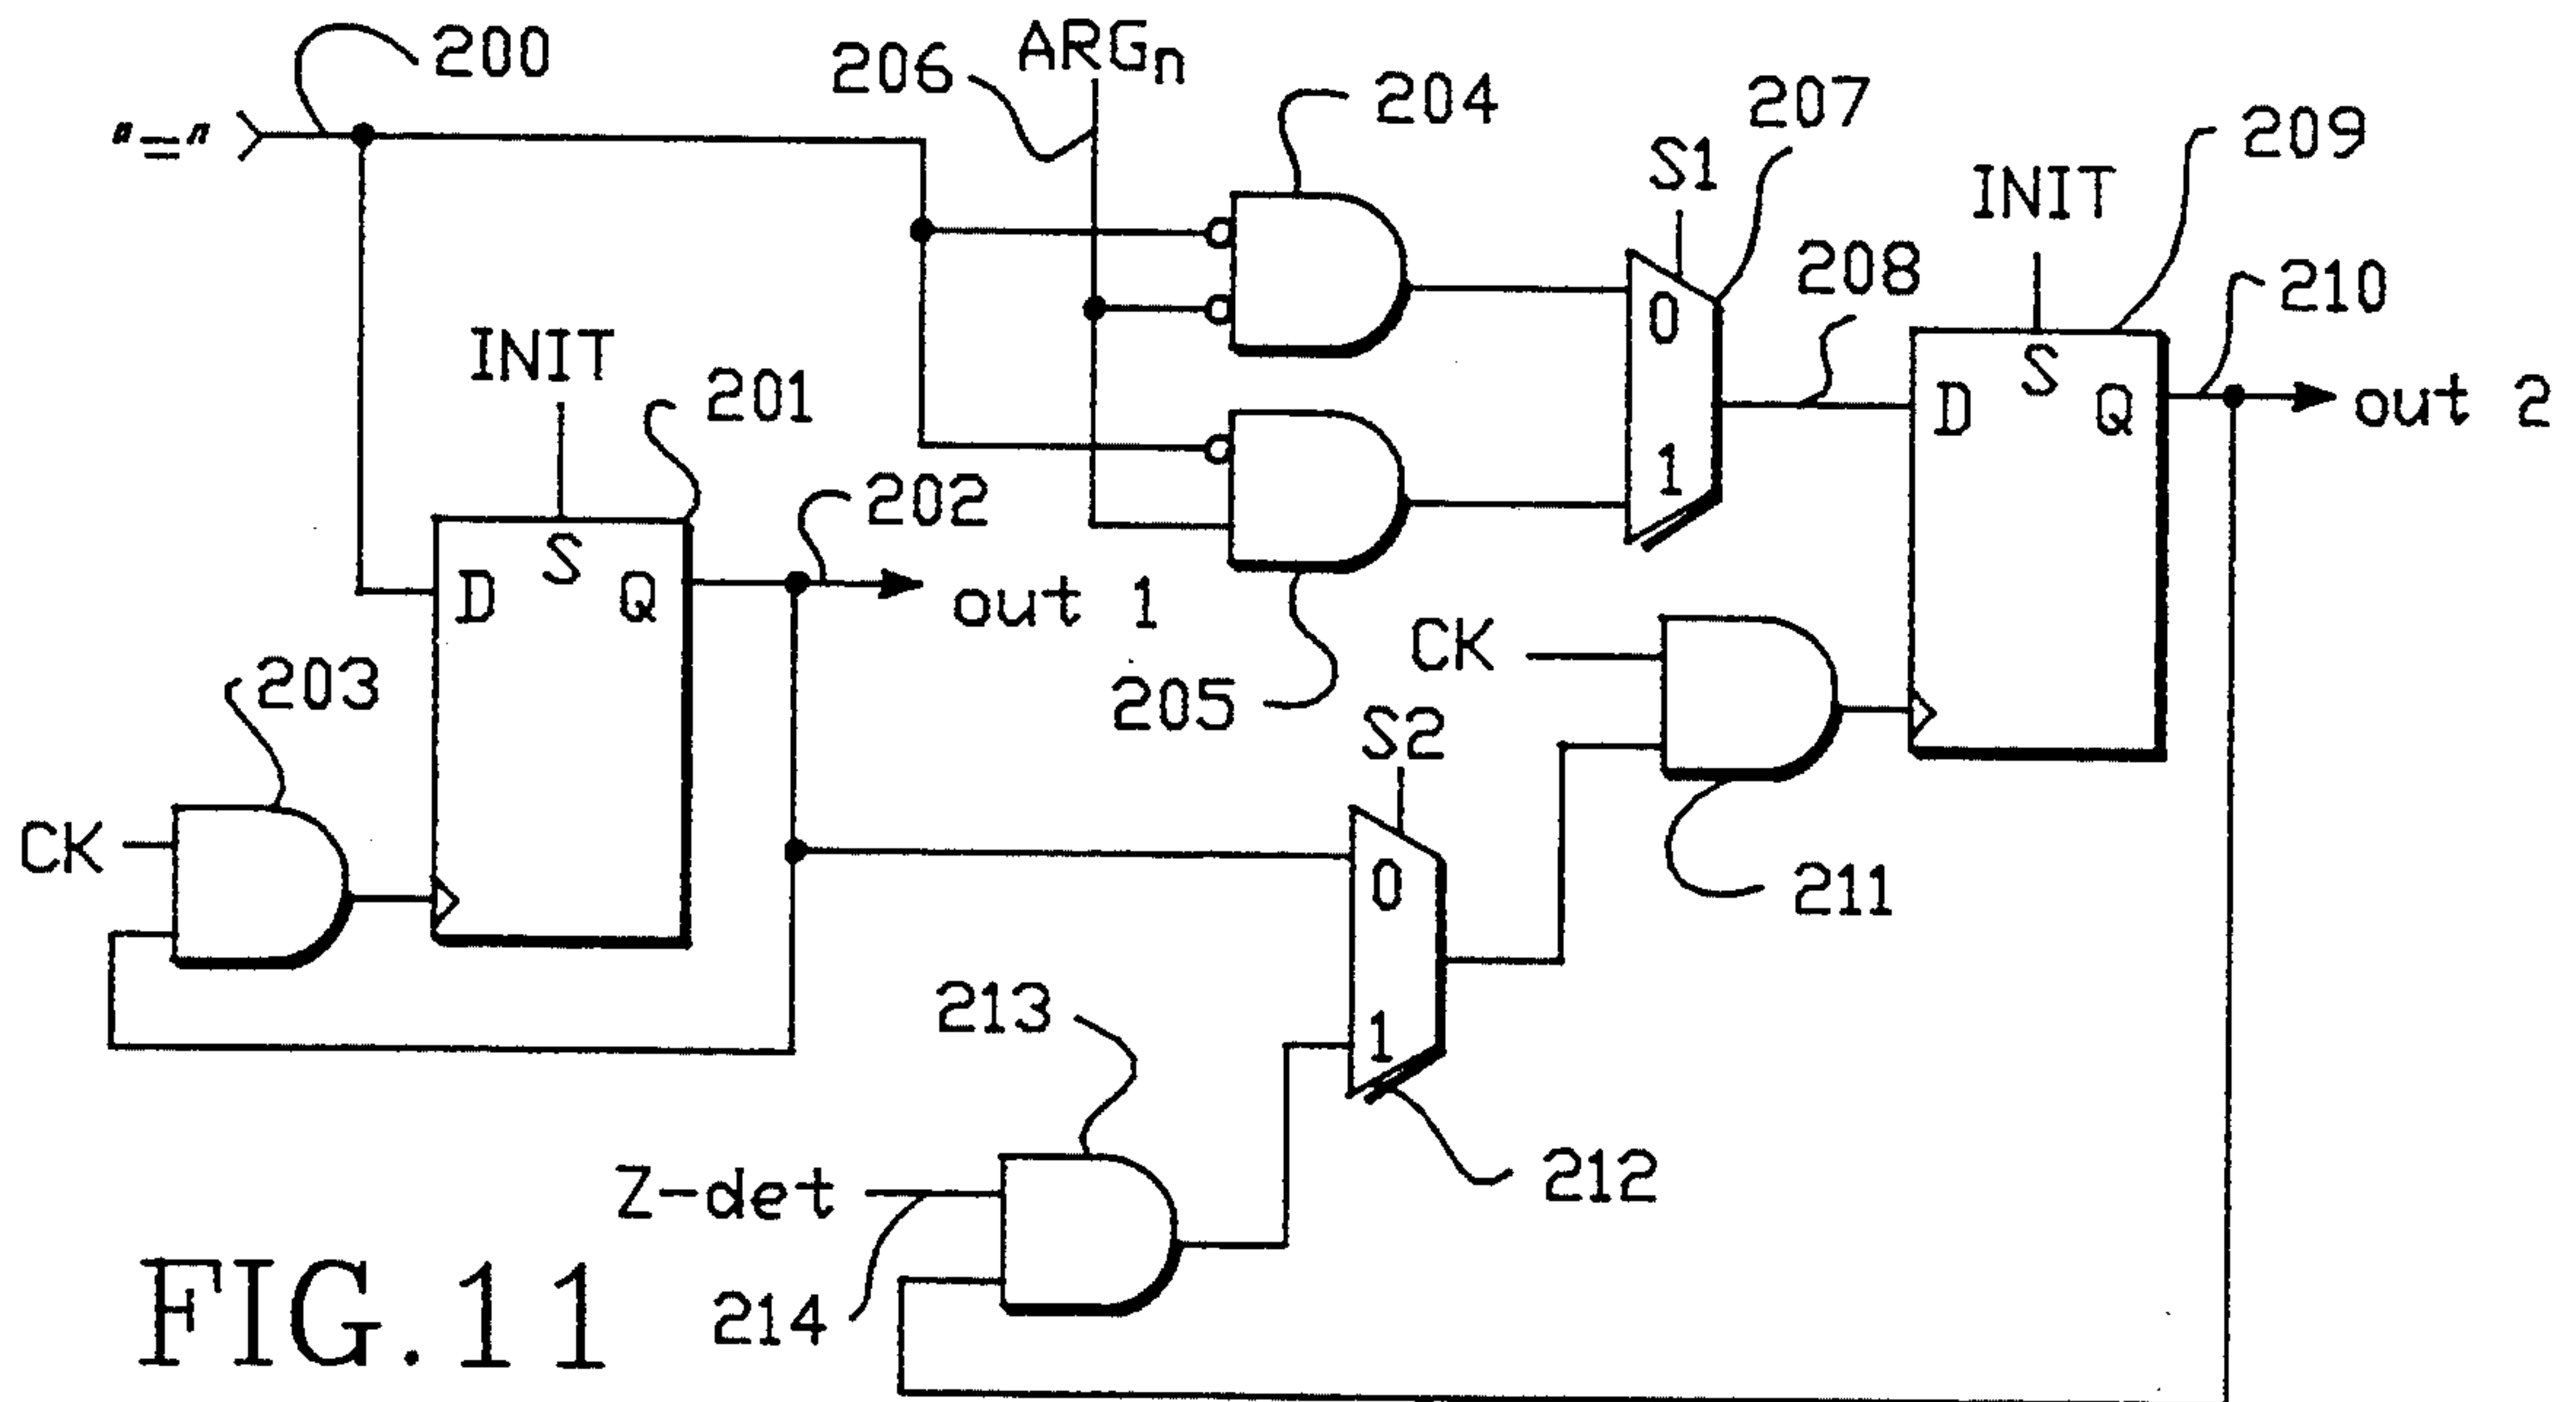 200
206
ARGn
204
207
"="
S1
209
INIT
208
210
INIT
0
S
201
D
Q
out 2
1
202
S
D
Q
out 1
CK
203
205
S2
CK
0
211
213
1
Z-det
212
214
FIG.11